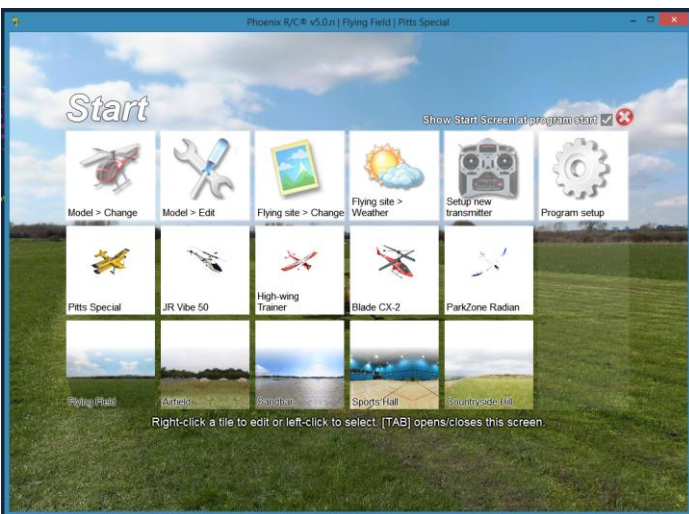 Phoenix R/C® v5.0.n | Flying Field | Pitts Special
Start
Show Start Screen at program start
Model > Change
Model > Edit
Flying site > Change
Flying site >
Weather
Setup new
transmitter
Program setup
Pitts Special
JR Vibe 50
High-wing
Trainer
Blade CX-2
ParkZone Radian
Flying Field
Airfield
Sandbar
Sports Hall
Countryside Hill
Right-click a tile to edit or left-click to select. [TAB] opens/closes this screen.